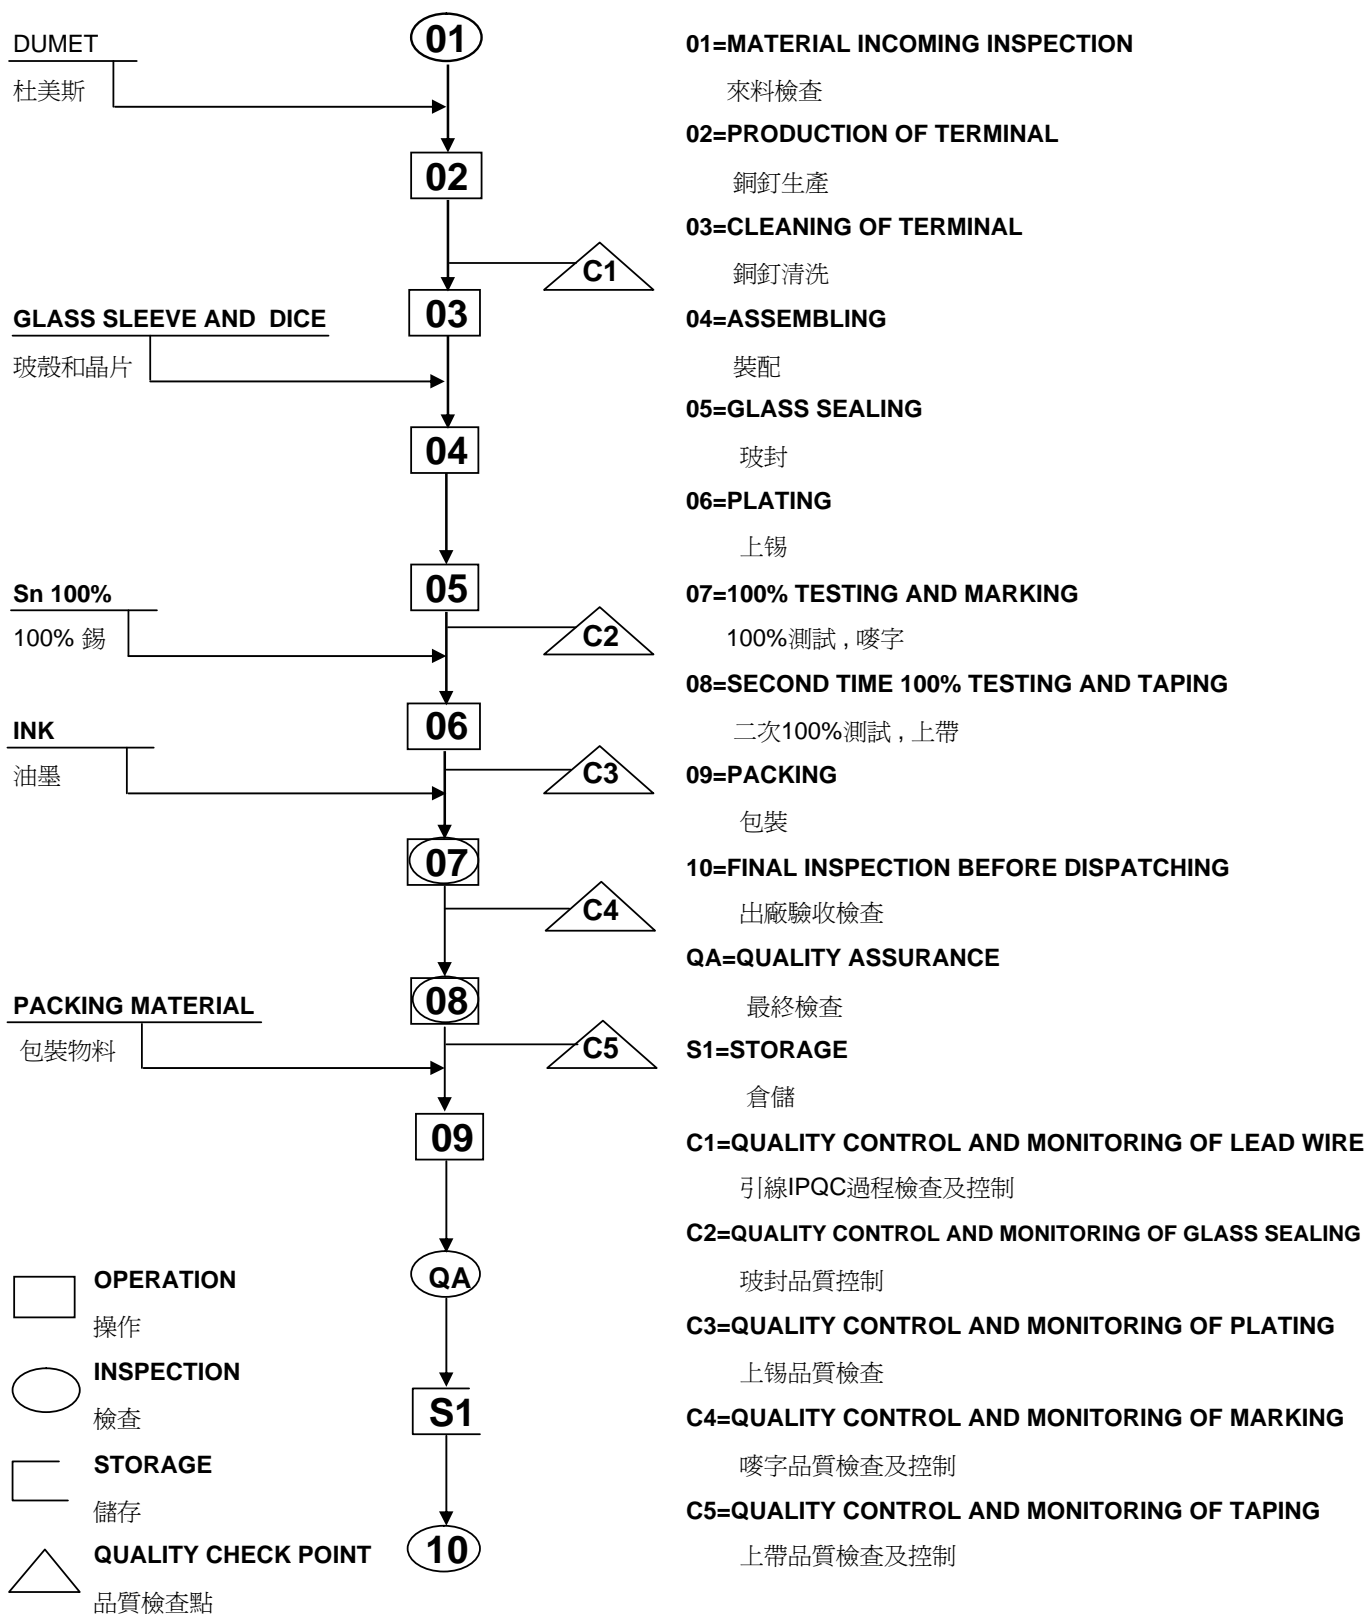 DUMET
杜美斯
01
02
C1
GLASS SLEEVE AND DICE
玻殼和晶片
03
04
Sn 100%
100% 錫
05
C2
INK
油墨
06
C3
07
C4
PACKING MATERIAL
包裝物料
08
C5
09
QA
S1
10
OPERATION
操作
INSPECTION
檢查
STORAGE
儲存
QUALITY CHECK POINT
品質檢查點
01=MATERIAL INCOMING INSPECTION
來料檢查
02=PRODUCTION OF TERMINAL
銅釘生產
03=CLEANING OF TERMINAL
銅釘清洗
04=ASSEMBLING
裝配
05=GLASS SEALING
玻封
06=PLATING
上锡
07=100% TESTING AND MARKING
100%測試 , 嘜字
08=SECOND TIME 100% TESTING AND TAPING
二次100%測試 , 上帶
09=PACKING
包裝
10=FINAL INSPECTION BEFORE DISPATCHING
出廠驗收檢查
QA=QUALITY ASSURANCE
最終檢查
S1=STORAGE
倉儲
C1=QUALITY CONTROL AND MONITORING OF LEAD WIRE
引線IPQC過程檢查及控制
C2=QUALITY CONTROL AND MONITORING OF GLASS SEALING
玻封品質控制
C3=QUALITY CONTROL AND MONITORING OF PLATING
上锡品質檢查
C4=QUALITY CONTROL AND MONITORING OF MARKING
嘜字品質檢查及控制
C5=QUALITY CONTROL AND MONITORING OF TAPING
上帶品質檢查及控制